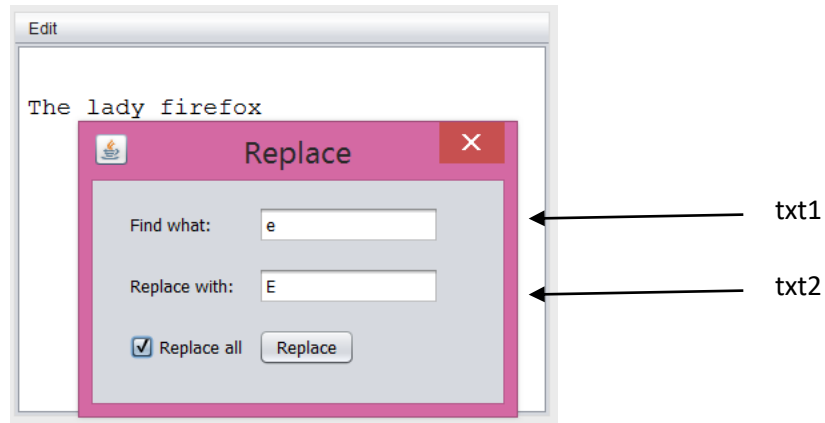 Edit
The lady firefox
Replace
Find what: e
txt1
Replace with: E
txt2
Replace all Replace